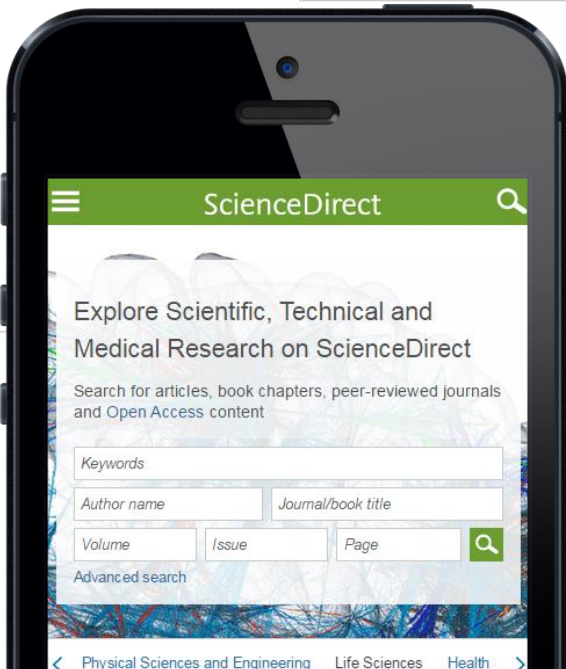 ScienceDirect
Explore Scientific, Technical and
Medical Research on ScienceDirect
Search for articles, book chapters, peer-reviewed journals
and Open Access content
Keywords
Author name Journal/book title
Volume Issue Page
Advanced search
Physical Sciences and Engineering Life Sciences Health